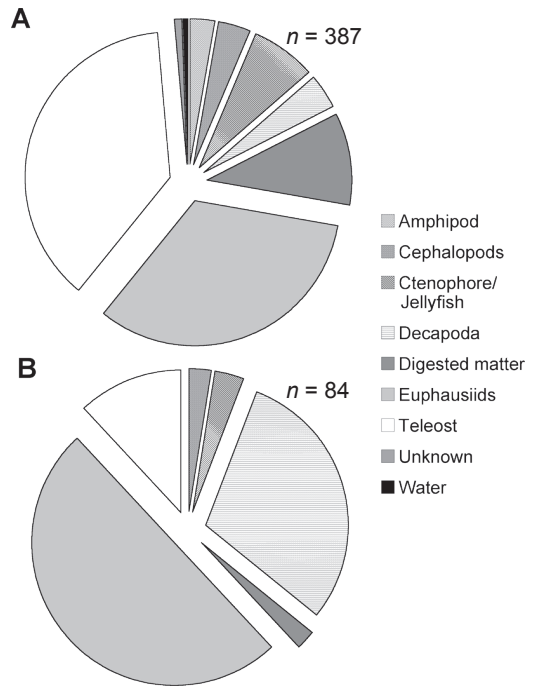 A
n = 387
Amphipod
Cephalopods
Ctenophore/
Jellyfish
Decapoda
Digested matter
Euphausiids
Teleost
Unknown
Water
B
n = 84